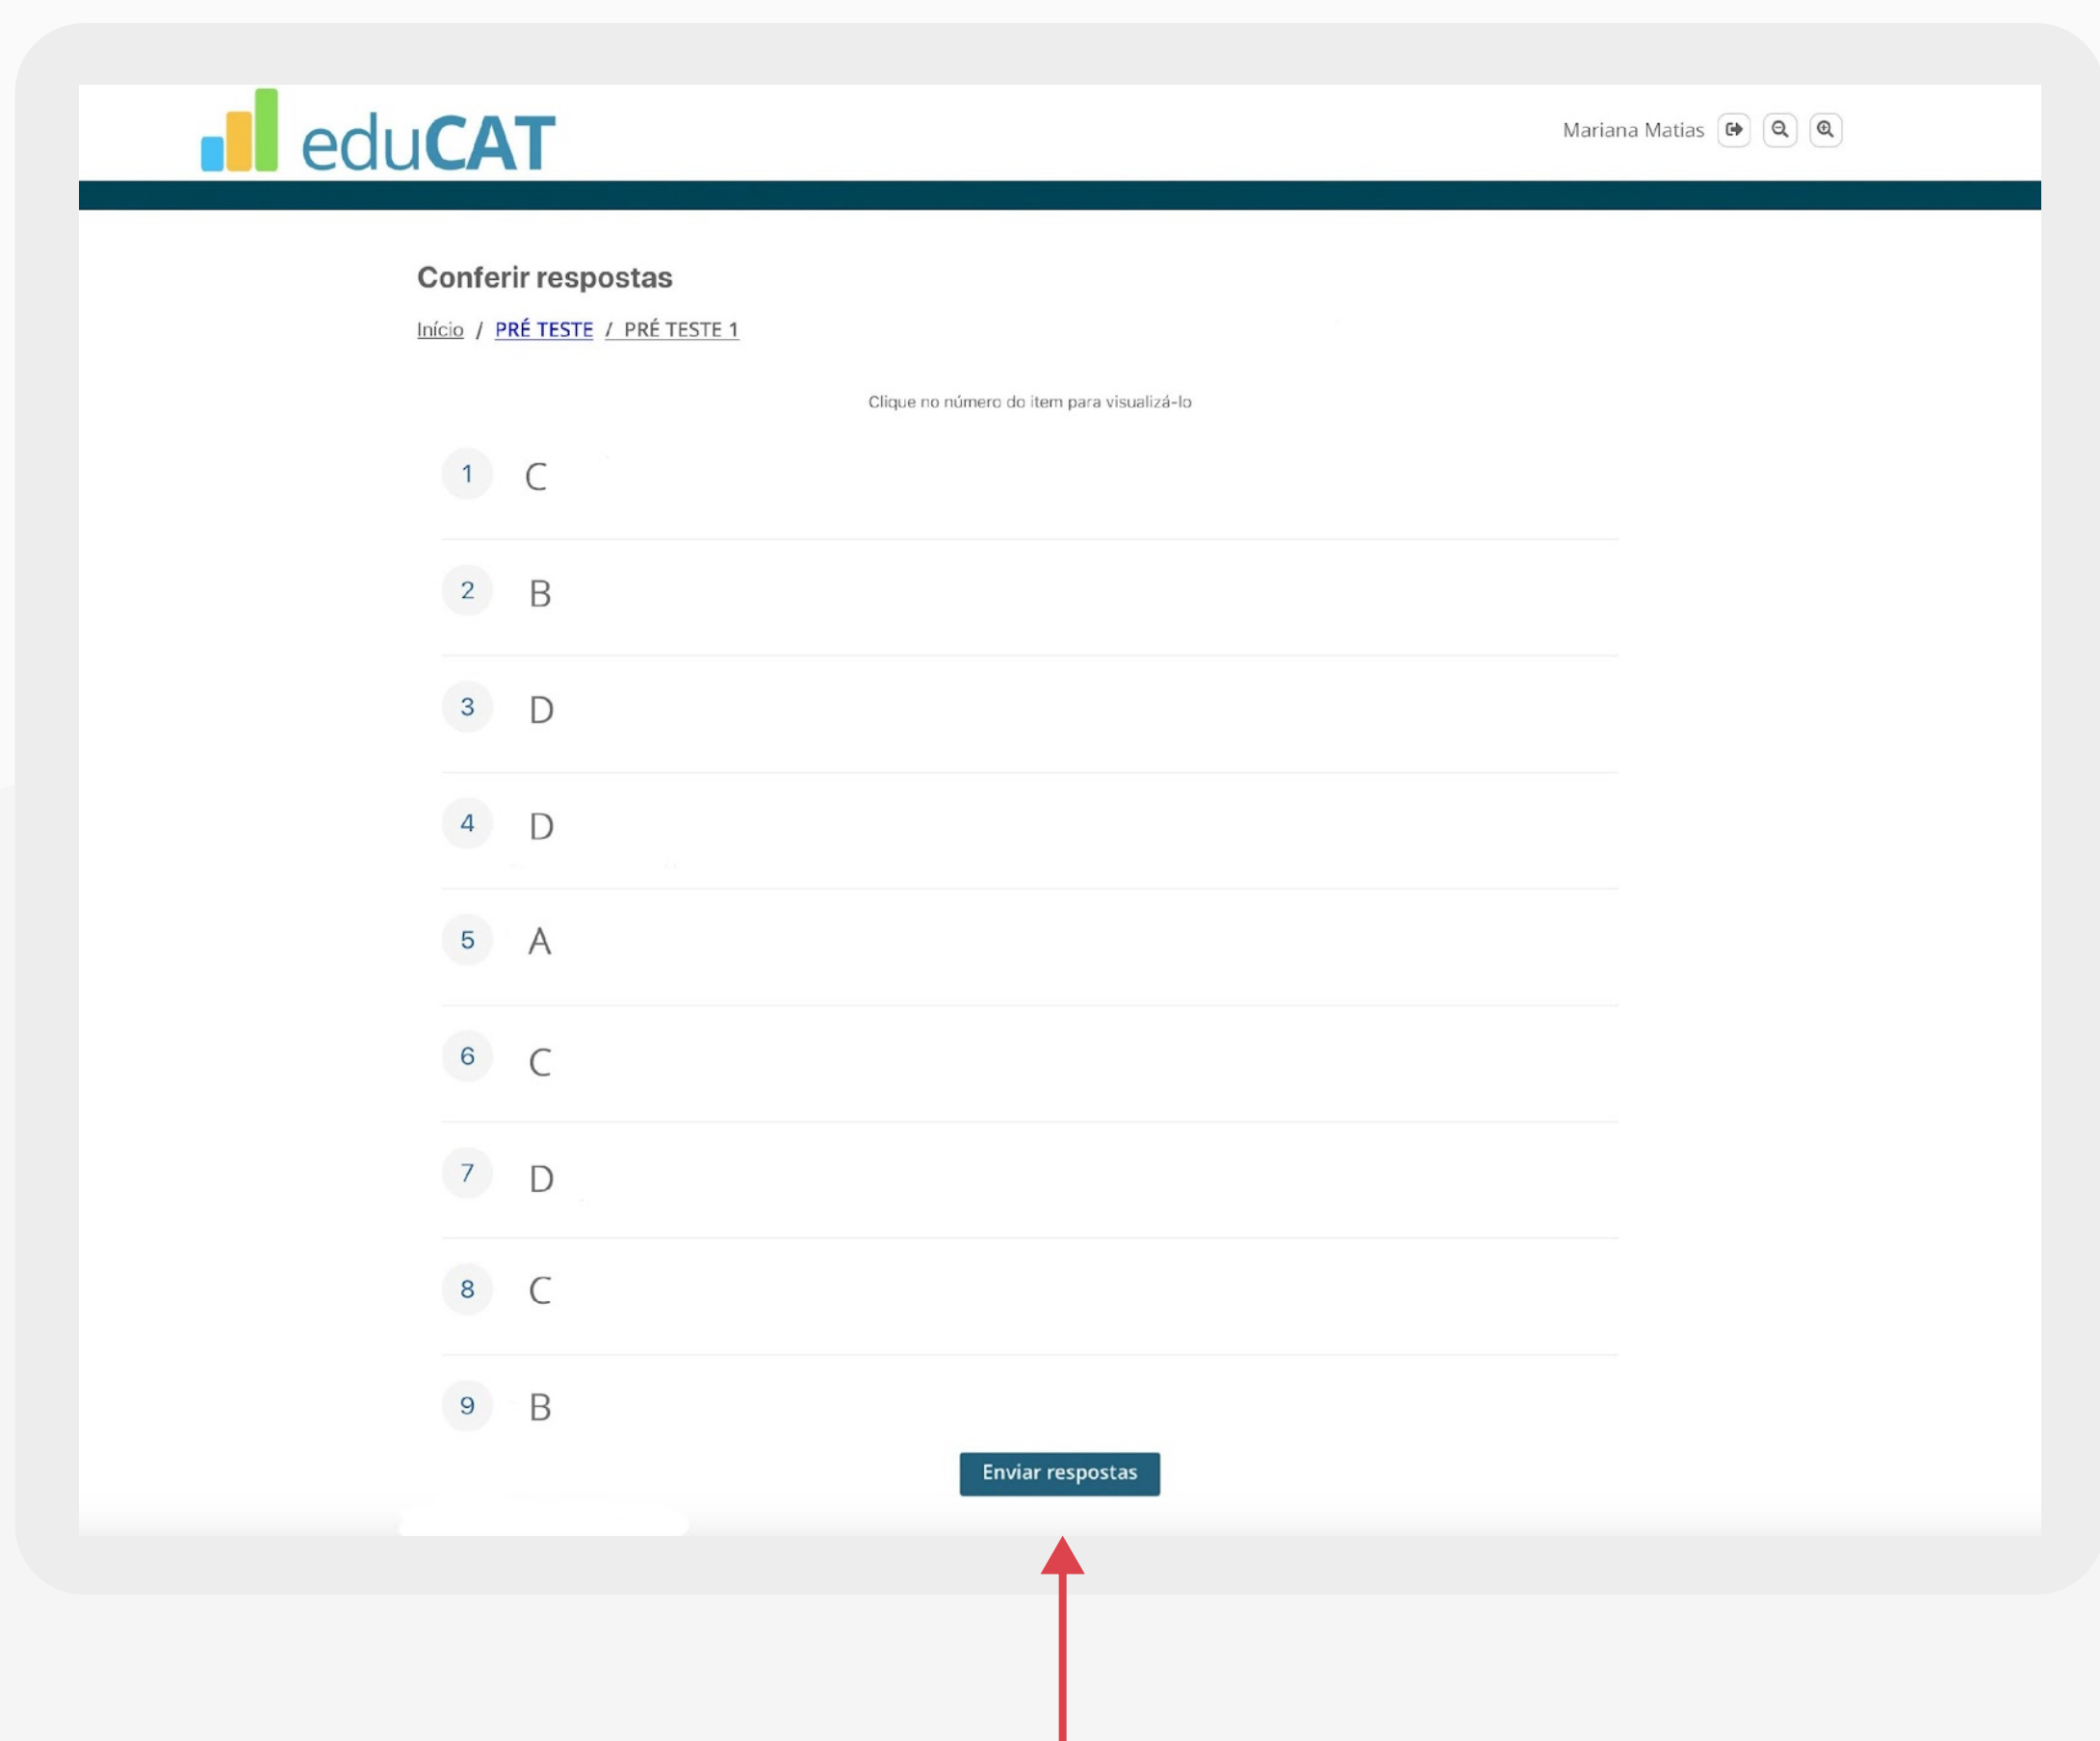 eduCAT
Mariana Matias
Conferir respostas
Início / PRÉ TESTE / PRÉ TESTE 1
Clique no número do item para visualizá-lo
1 C
2 B
3 D
4 D
5 A
6 C
7 D
8 C
9 B
Enviar respostas